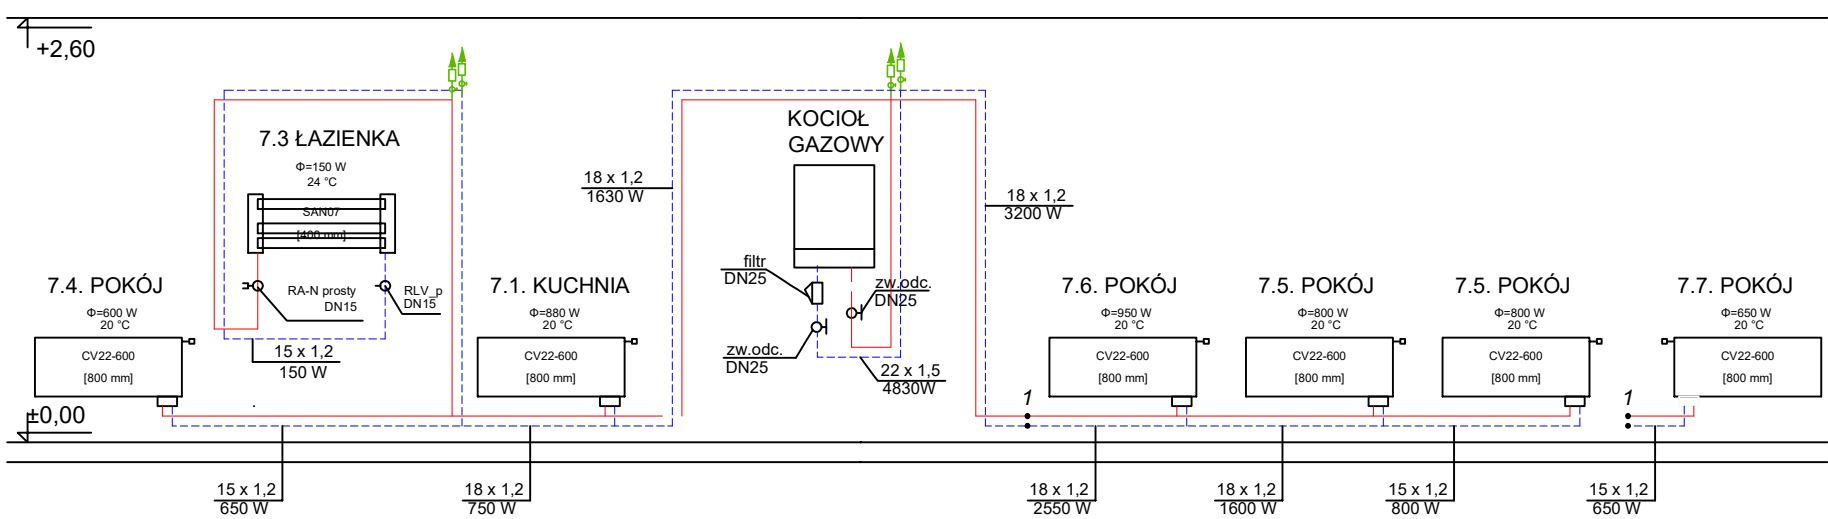 +2,60
7.3 ŁAZIENKA
Φ=150 W
24 °C
SAN07
[400 mm]
RA-N prosty
DN15
RLV_p
DN15
15 x 1,2
150 W
7.4. POKÓJ
Φ=600 W
20 °C
CV22-600
[800 mm]
±0,00
15 x 1,2
650 W
7.1. KUCHNIA
Φ=880 W
20 °C
CV22-600
[800 mm]
18 x 1,2
750 W
18 x 1,2
1630 W
KOCIOŁ
GAZOWY
filtr
DN25
zw.odc.
DN25
zw.odc.
DN25
22 x 1,5
4830W
18 x 1,2
3200 W
1
7.6. POKÓJ
Φ=950 W
20 °C
CV22-600
[800 mm]
18 x 1,2
2550 W
7.5. POKÓJ
Φ=800 W
20 °C
CV22-600
[800 mm]
18 x 1,2
1600 W
7.5. POKÓJ
Φ=800 W
20 °C
CV22-600
[800 mm]
15 x 1,2
800 W
1
7.7. POKÓJ
Φ=650 W
20 °C
CV22-600
[800 mm]
15 x 1,2
650 W